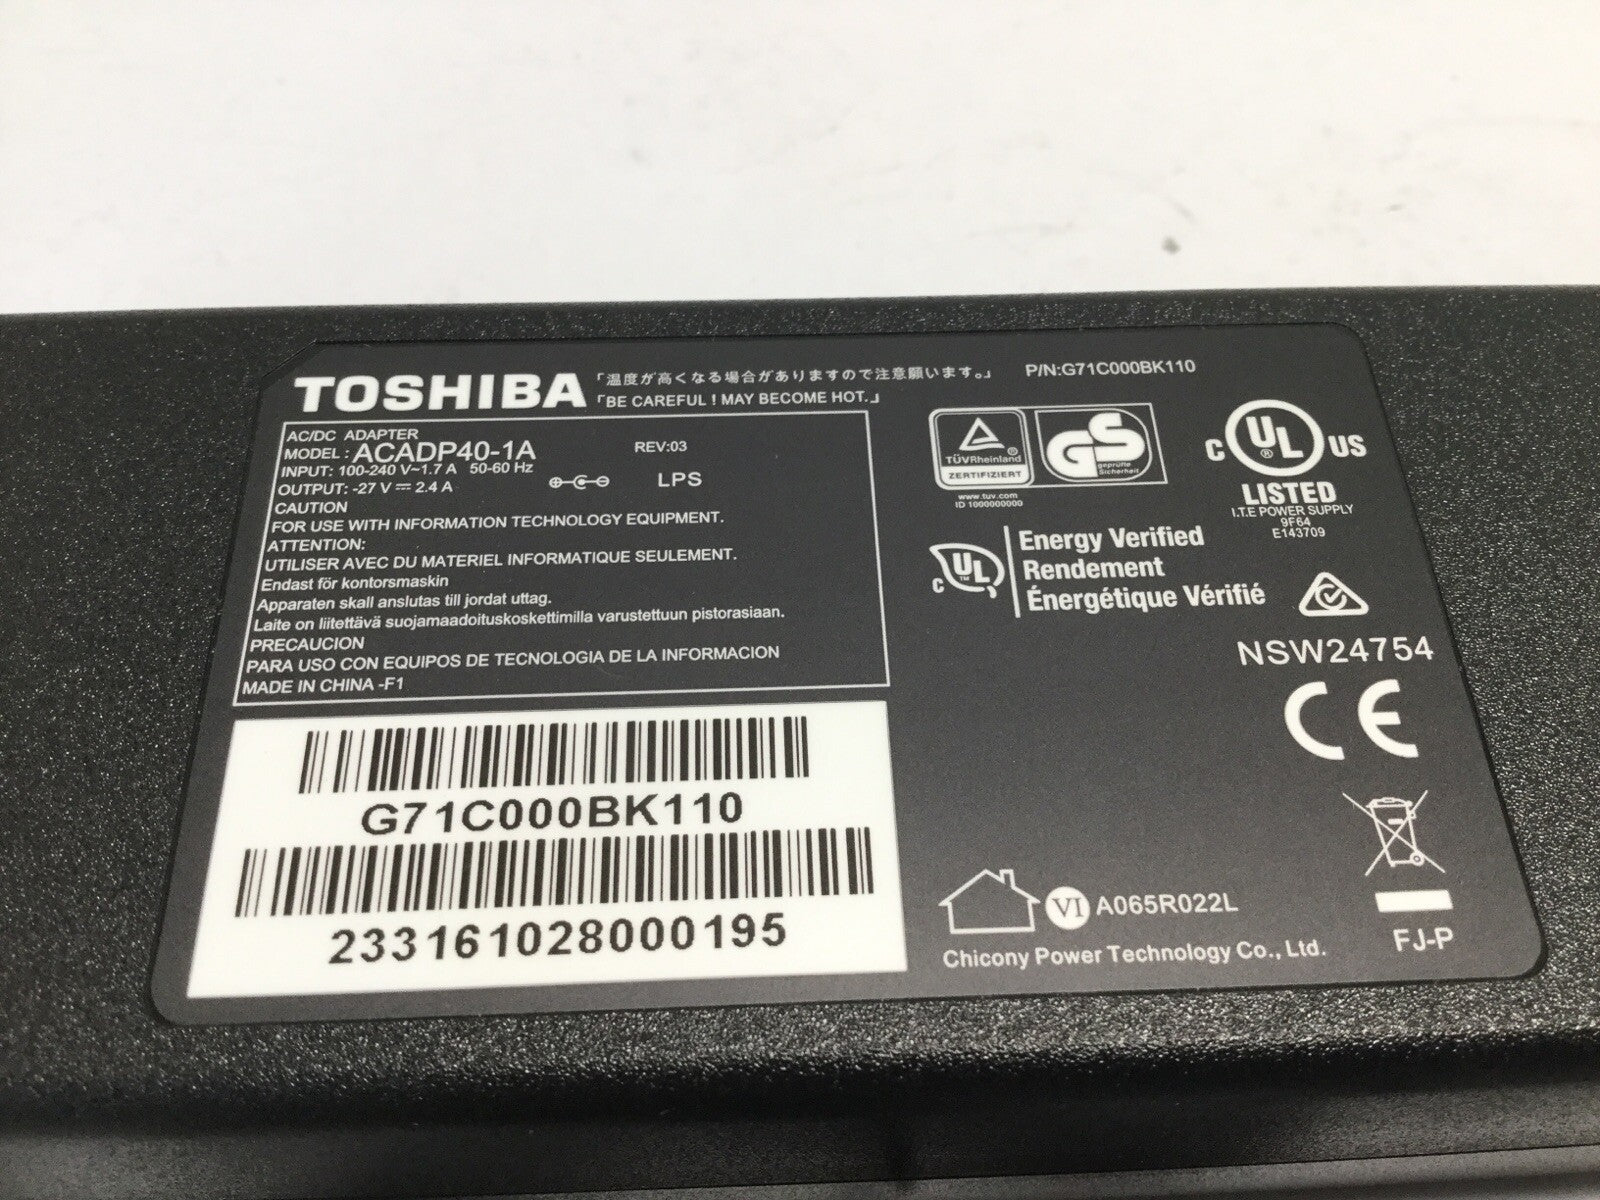 TOSHIBA
「温度が高くなる場合がありますので注意願います。」
「BE CAREFUL ! MAY BECOME HOT.」
P/N:G71C000BK110
AC/DC ADAPTER
MODEL : ACADP40-1A REV:03
INPUT: 100-240 V~1.7 A 50-60 Hz
OUTPUT: -27 V ⎓ 2.4 A LPS
CAUTION
FOR USE WITH INFORMATION TECHNOLOGY EQUIPMENT.
ATTENTION:
UTILISER AVEC DU MATERIEL INFORMATIQUE SEULEMENT.
Endast för kontorsmaskin
Apparaten skall anslutas till jordat uttag.
Laite on liitettävä suojamaadoituskoskettimilla varustettuun pistorasiaan.
PRECAUCION
PARA USO CON EQUIPOS DE TECNOLOGIA DE LA INFORMACION
MADE IN CHINA -F1
G71C000BK110
233161028000195
TÜVRheinland ®
ZERTIFIZIERT
www.tuv.com
ID 1000000000
GS
geprüfte
Sicherheit
C UL ® US
LISTED
I.T.E POWER SUPPLY
9F64
E143709
C UL ™
Energy Verified
Rendement
Énergétique Vérifié
NSW24754
CE
VI A065R022L
Chicony Power Technology Co., Ltd.
FJ-P